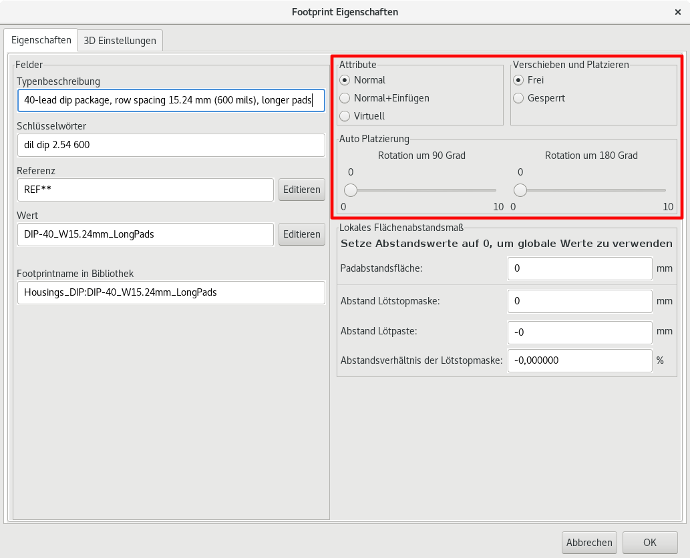 Footprint Eigenschaften
Eigenschaften
3D Einstellungen
Felder
Typenbeschreibung
40-lead dip package, row spacing 15.24 mm (600 mils), longer pads
Schlüsselwörter
dil dip 2.54 600
Referenz
REF**
Editieren
Wert
DIP-40_W15.24mm_LongPads
Editieren
Footprintname in Bibliothek
Housings_DIP:DIP-40_W15.24mm_LongPads
Attribute
Normal
Normal+Einfügen
Virtuell
Verschieben und Platzieren
Frei
Gesperrt
Auto Platzierung
Rotation um 90 Grad
0
0 10
Rotation um 180 Grad
0
0 10
Lokales Flächenabstandsmaß
Setze Abstandswerte auf 0, um globale Werte zu verwenden
Padabstandsfläche: 0 mm
Abstand Lötstopmaske: 0 mm
Abstand Lötpaste: -0 mm
Abstandsverhältnis der Lötstopmaske: -0,000000 %
Abbrechen
OK